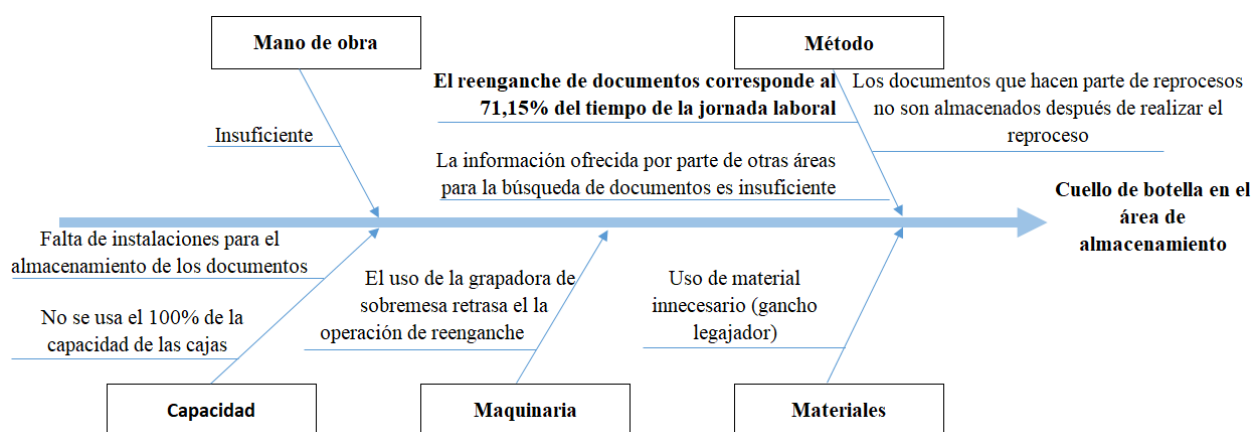 Mano de obra
Método
El reenganche de documentos corresponde al
71,15% del tiempo de la jornada laboral
Los documentos que hacen parte de reprocesos
no son almacenados después de realizar el
reproceso
Insuficiente
La información ofrecida por parte de otras áreas
para la búsqueda de documentos es insuficiente
Cuello de botella en el
área de
almacenamiento
Falta de instalaciones para el
almacenamiento de los documentos
El uso de la grapadora de
sobremesa retrasa el la
operación de reenganche
Uso de material
innecesario (gancho
legajador)
No se usa el 100% de la
capacidad de las cajas
Capacidad
Maquinaria
Materiales